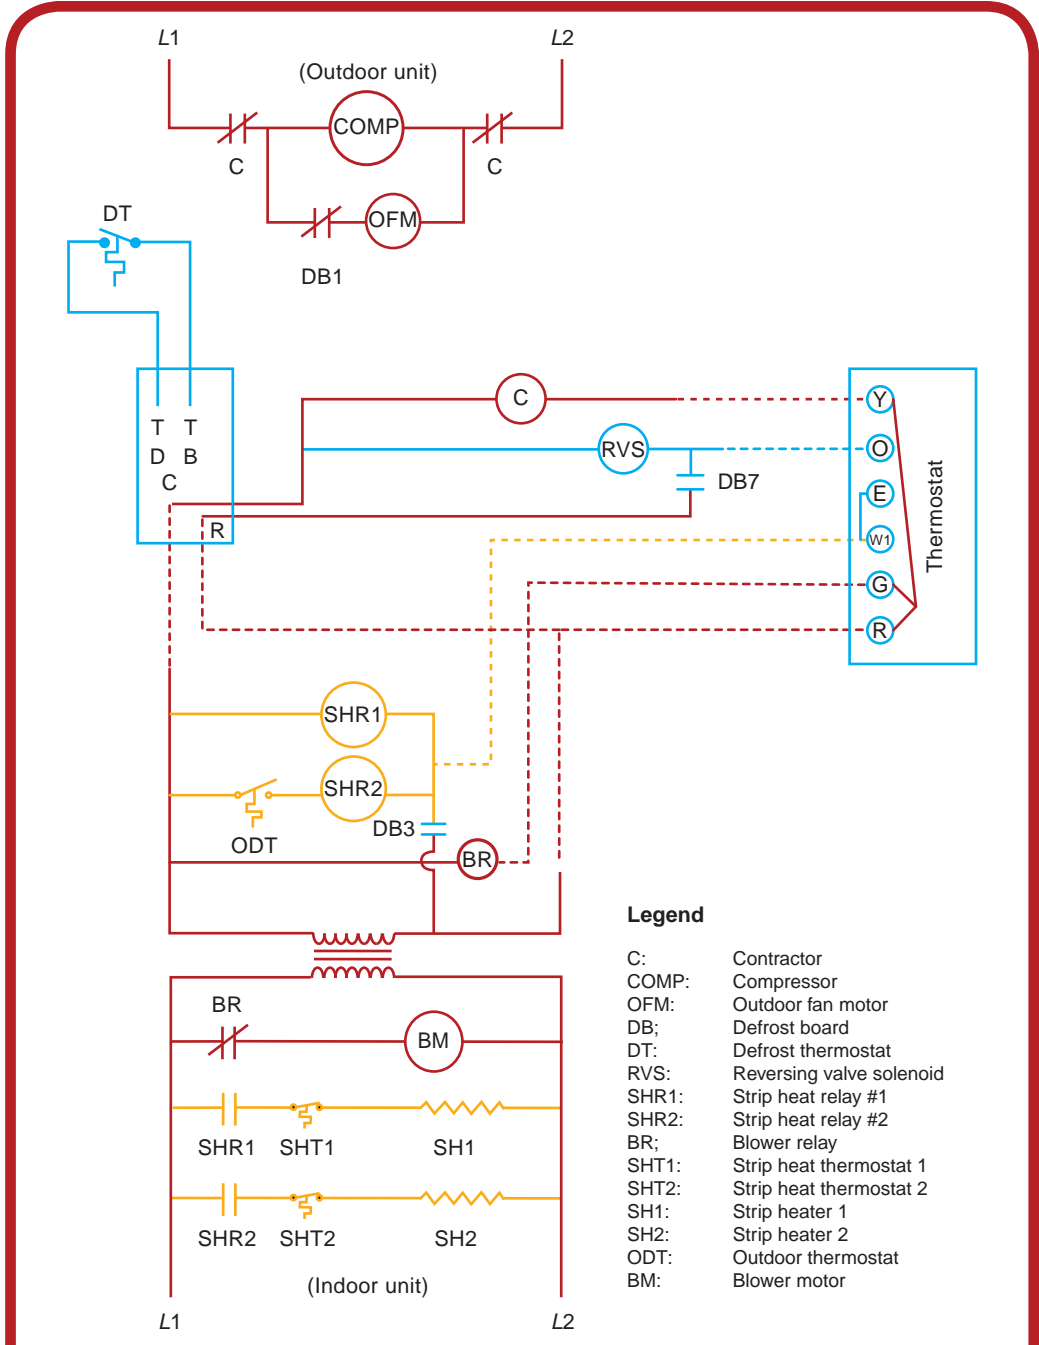 L1 L2
(Outdoor unit)
COMP
C C
DT
OFM
DB1
C Y
T T
D B
C
RVS O
DB7
E
R
W1
Thermostat
G
R
SHR1
SHR2
DB3
ODT
BR
Legend
C: Contractor
COMP: Compressor
OFM: Outdoor fan motor
DB; Defrost board
DT: Defrost thermostat
RVS: Reversing valve solenoid
SHR1: Strip heat relay #1
SHR2: Strip heat relay #2
BR; Blower relay
SHT1: Strip heat thermostat 1
SHT2: Strip heat thermostat 2
SH1: Strip heater 1
SH2: Strip heater 2
ODT: Outdoor thermostat
BM: Blower motor
BR
BM
SHR1 SHT1 SH1
SHR2 SHT2 SH2
(Indoor unit)
L1 L2